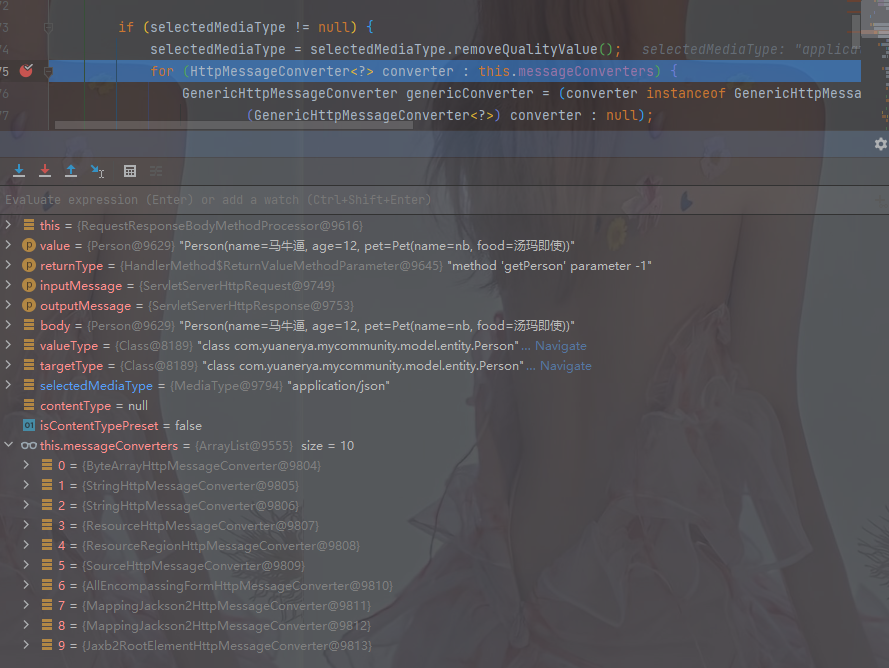 72
73 if (selectedMediaType != null) {
74 selectedMediaType = selectedMediaType.removeQualityValue(); selectedMediaType: "applica
75 for (HttpMessageConverter<?> converter : this.messageConverters) {
76 GenericHttpMessageConverter genericConverter = (converter instanceof GenericHttpMessa
77 (GenericHttpMessageConverter<?>) converter : null);
Evaluate expression (Enter) or add a watch (Ctrl+Shift+Enter)
this = {RequestResponseBodyMethodProcessor@9616}
p value = {Person@9629} "Person(name=马牛逼, age=12, pet=Pet(name=nb, food=汤玛即使))"
p returnType = {HandlerMethod$ReturnValueMethodParameter@9645} "method 'getPerson' parameter -1"
p inputMessage = {ServletServerHttpRequest@9749}
p outputMessage = {ServletServerHttpResponse@9753}
body = {Person@9629} "Person(name=马牛逼, age=12, pet=Pet(name=nb, food=汤玛即使))"
valueType = {Class@8189} "class com.yuanerya.mycommunity.model.entity.Person" ... Navigate
targetType = {Class@8189} "class com.yuanerya.mycommunity.model.entity.Person" ... Navigate
selectedMediaType = {MediaType@9794} "application/json"
contentType = null
01 isContentTypePreset = false
this.messageConverters = {ArrayList@9555} size = 10
0 = {ByteArrayHttpMessageConverter@9804}
1 = {StringHttpMessageConverter@9805}
2 = {StringHttpMessageConverter@9806}
3 = {ResourceHttpMessageConverter@9807}
4 = {ResourceRegionHttpMessageConverter@9808}
5 = {SourceHttpMessageConverter@9809}
6 = {AllEncompassingFormHttpMessageConverter@9810}
7 = {MappingJackson2HttpMessageConverter@9811}
8 = {MappingJackson2HttpMessageConverter@9812}
9 = {Jaxb2RootElementHttpMessageConverter@9813}